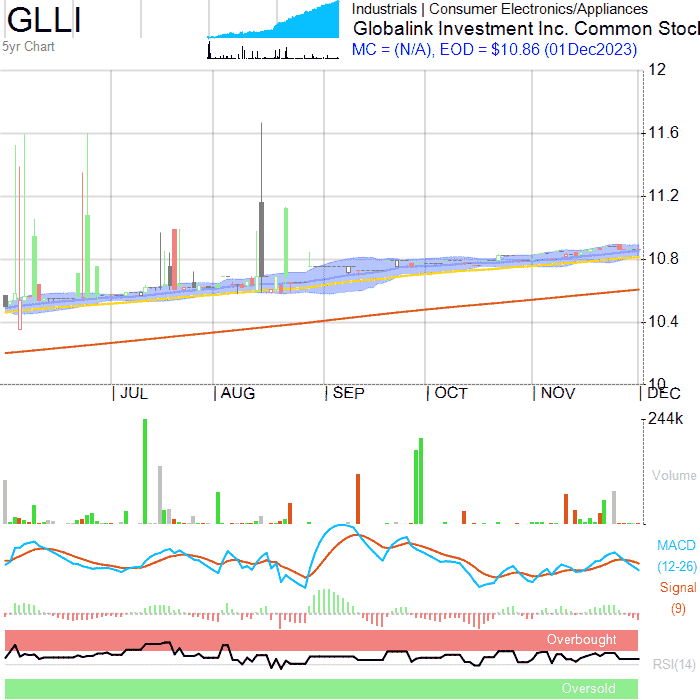 GLLI
5yr Chart
Industrials | Consumer Electronics/Appliances
Globalink Investment Inc. Common Stoc
MC = (N/A), EOD = $10.86 (01Dec2023)
12
11.6
11.2
10.8
10.4
10
JUL AUG SEP OCT NOV DEC
244k
Volume
MACD
(12-26)
Signal
(9)
Overbought
RSI(14)
Oversold